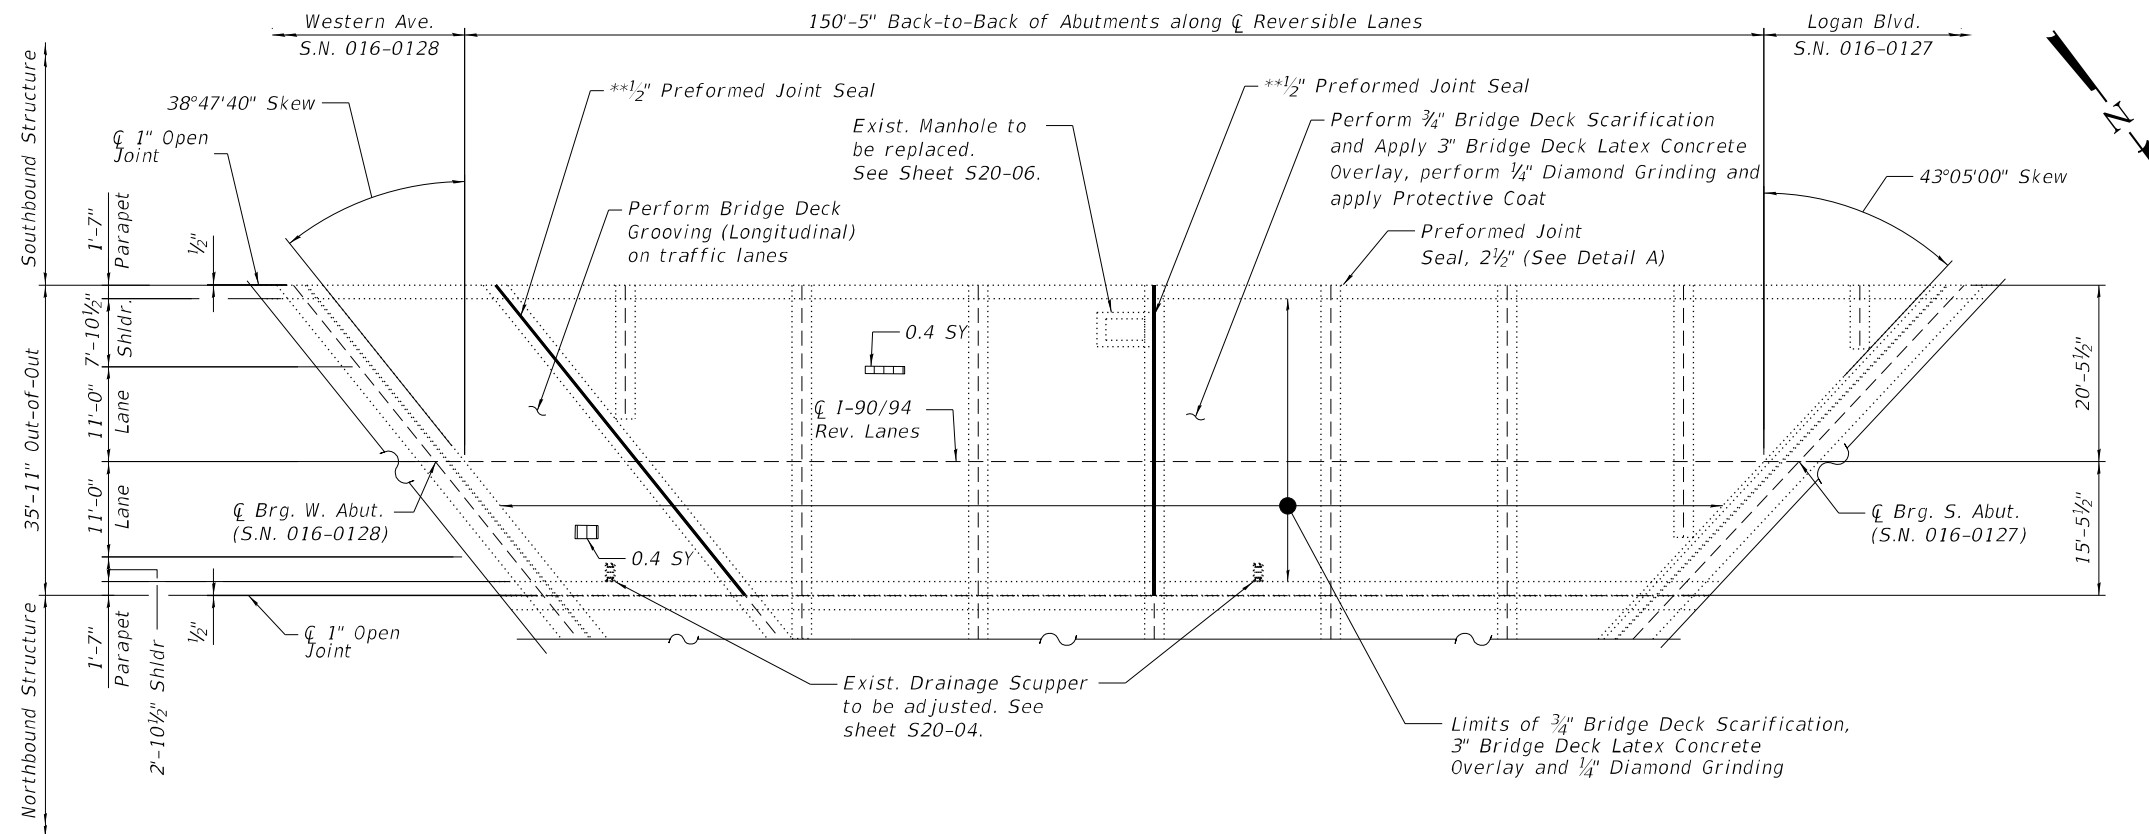 Western Ave.
S.N. 016-0128
150'-5" Back-to-Back of Abutments along ℄ Reversible Lanes
Logan Blvd.
S.N. 016-0127
Southbound Structure
38°47'40" Skew
**½" Preformed Joint Seal
**½" Preformed Joint Seal
℄ 1" Open
Joint
Exist. Manhole to
be replaced.
See Sheet S20-06.
Perform ¾" Bridge Deck Scarification
and Apply 3" Bridge Deck Latex Concrete
Overlay, perform ¼" Diamond Grinding and
apply Protective Coat
N
43°05'00" Skew
Perform Bridge Deck
Grooving (Longitudinal)
on traffic lanes
Preformed Joint
Seal, 2½" (See Detail A)
1'-7"
Parapet
½"
7'-10½"
Shldr.
0.4 SY
35'-11" Out-of-Out
11'-0"
Lane
20'-5½"
℄ I-90/94
Rev. Lanes
11'-0"
Lane
℄ Brg. W. Abut.
(S.N. 016-0128)
℄ Brg. S. Abut.
(S.N. 016-0127)
15'-5½"
0.4 SY
Northbound Structure
1'-7"
Parapet
2'-10½" Shldr
½"
℄ 1" Open
Joint
Exist. Drainage Scupper
to be adjusted. See
sheet S20-04.
Limits of ¾" Bridge Deck Scarification,
3" Bridge Deck Latex Concrete
Overlay and ¼" Diamond Grinding